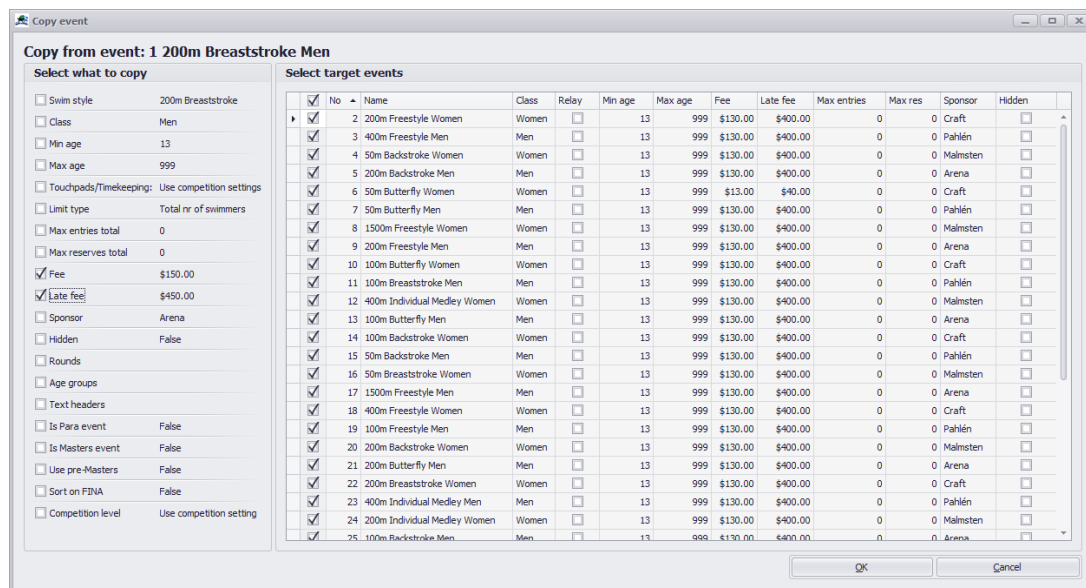 Copy event
Copy from event: 1 200m Breaststroke Men
Select what to copy
Swim style 200m Breaststroke
Class Men
Min age 13
Max age 999
Touchpads/Timekeeping: Use competition settings
Limit type Total nr of swimmers
Max entries total 0
Max reserves total 0
Fee $150.00
Late fee $450.00
Sponsor Arena
Hidden False
Rounds
Age groups
Text headers
Is Para event False
Is Masters event False
Use pre-Masters False
Sort on FINA False
Competition level Use competition setting
Select target events
No Name Class Relay Min age Max age Fee Late fee Max entries Max res Sponsor Hidden
2 200m Freestyle Women Women 13 999 $130.00 $400.00 0 0 Craft
3 400m Freestyle Men Men 13 999 $130.00 $400.00 0 0 Pahlén
4 50m Backstroke Women Women 13 999 $130.00 $400.00 0 0 Malmsten
5 200m Backstroke Men Men 13 999 $130.00 $400.00 0 0 Arena
6 50m Butterfly Women Women 13 999 $13.00 $40.00 0 0 Craft
7 50m Butterfly Men Men 13 999 $130.00 $400.00 0 0 Pahlén
8 1500m Freestyle Women Women 13 999 $130.00 $400.00 0 0 Malmsten
9 200m Freestyle Men Men 13 999 $130.00 $400.00 0 0 Arena
10 100m Butterfly Women Women 13 999 $130.00 $400.00 0 0 Craft
11 100m Breaststroke Men Men 13 999 $130.00 $400.00 0 0 Pahlén
12 400m Individual Medley Women Women 13 999 $130.00 $400.00 0 0 Malmsten
13 100m Butterfly Men Men 13 999 $130.00 $400.00 0 0 Arena
14 100m Backstroke Women Women 13 999 $130.00 $400.00 0 0 Craft
15 50m Backstroke Men Men 13 999 $130.00 $400.00 0 0 Pahlén
16 50m Breaststroke Women Women 13 999 $130.00 $400.00 0 0 Malmsten
17 1500m Freestyle Men Men 13 999 $130.00 $400.00 0 0 Arena
18 400m Freestyle Women Women 13 999 $130.00 $400.00 0 0 Craft
19 100m Freestyle Men Men 13 999 $130.00 $400.00 0 0 Pahlén
20 200m Backstroke Women Women 13 999 $130.00 $400.00 0 0 Malmsten
21 200m Butterfly Men Men 13 999 $130.00 $400.00 0 0 Arena
22 200m Breaststroke Women Women 13 999 $130.00 $400.00 0 0 Craft
23 400m Individual Medley Men Men 13 999 $130.00 $400.00 0 0 Pahlén
24 200m Individual Medley Women Women 13 999 $130.00 $400.00 0 0 Malmsten
25 100m Backstroke Men Men 13 999 $130.00 $400.00 0 0 Arena
OK Cancel